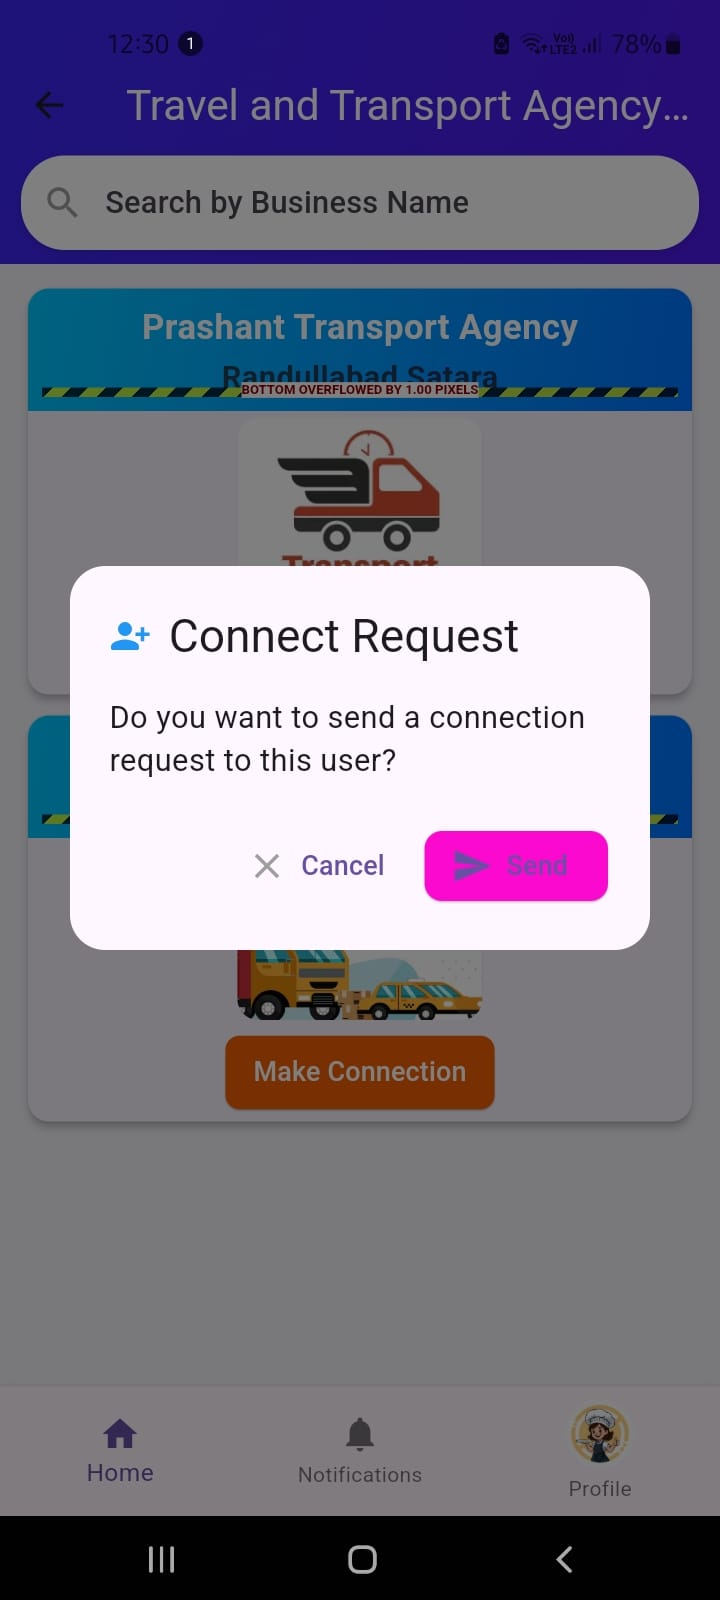 12:30 1 Vo)) LTE2 78%
Travel and Transport Agency...
Search by Business Name
Prashant Transport Agency
Randullabad Satara
BOTTOM OVERFLOWED BY 1.00 PIXELS
Transport
Connect Request
Do you want to send a connection
request to this user?
Cancel Send
Make Connection
Home Notifications Profile